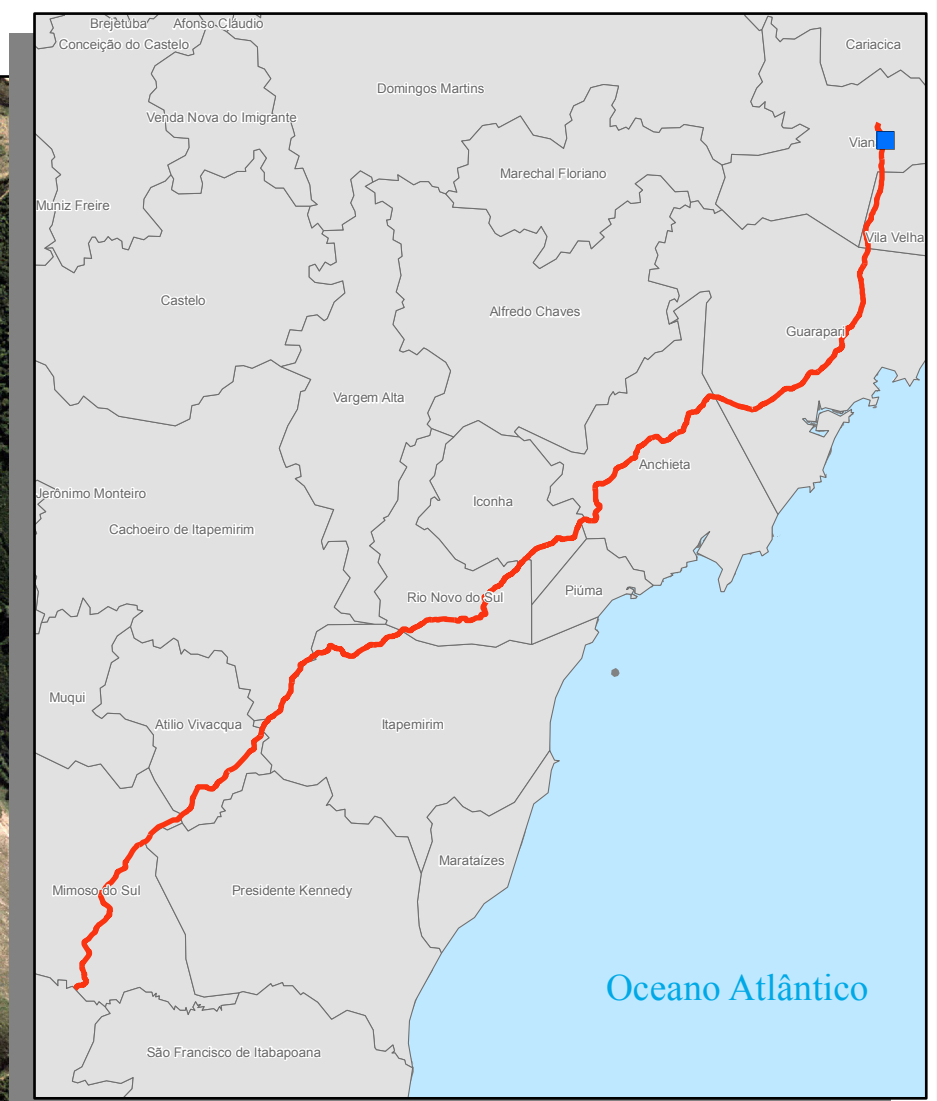 Brejetuba
Afonso Cláudio
Conceição do Castelo
Cariacica
Domingos Martins
Venda Nova do Imigrante
Marechal Floriano
Muniz Freire
Vila Velha
Castelo
Alfredo Chaves
Guarapari
Vargem Alta
Anchieta
Jerônimo Monteiro
Iconha
Cachoeiro de Itapemirim
Piúma
Rio Novo do Sul
Muqui
Atilio Vivacqua
Itapemirim
Marataízes
Mimoso do Sul
Presidente Kennedy
Oceano Atlântico
São Francisco de Itabapoana